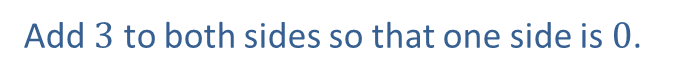 Add 3 to both sides so that one side is 0.